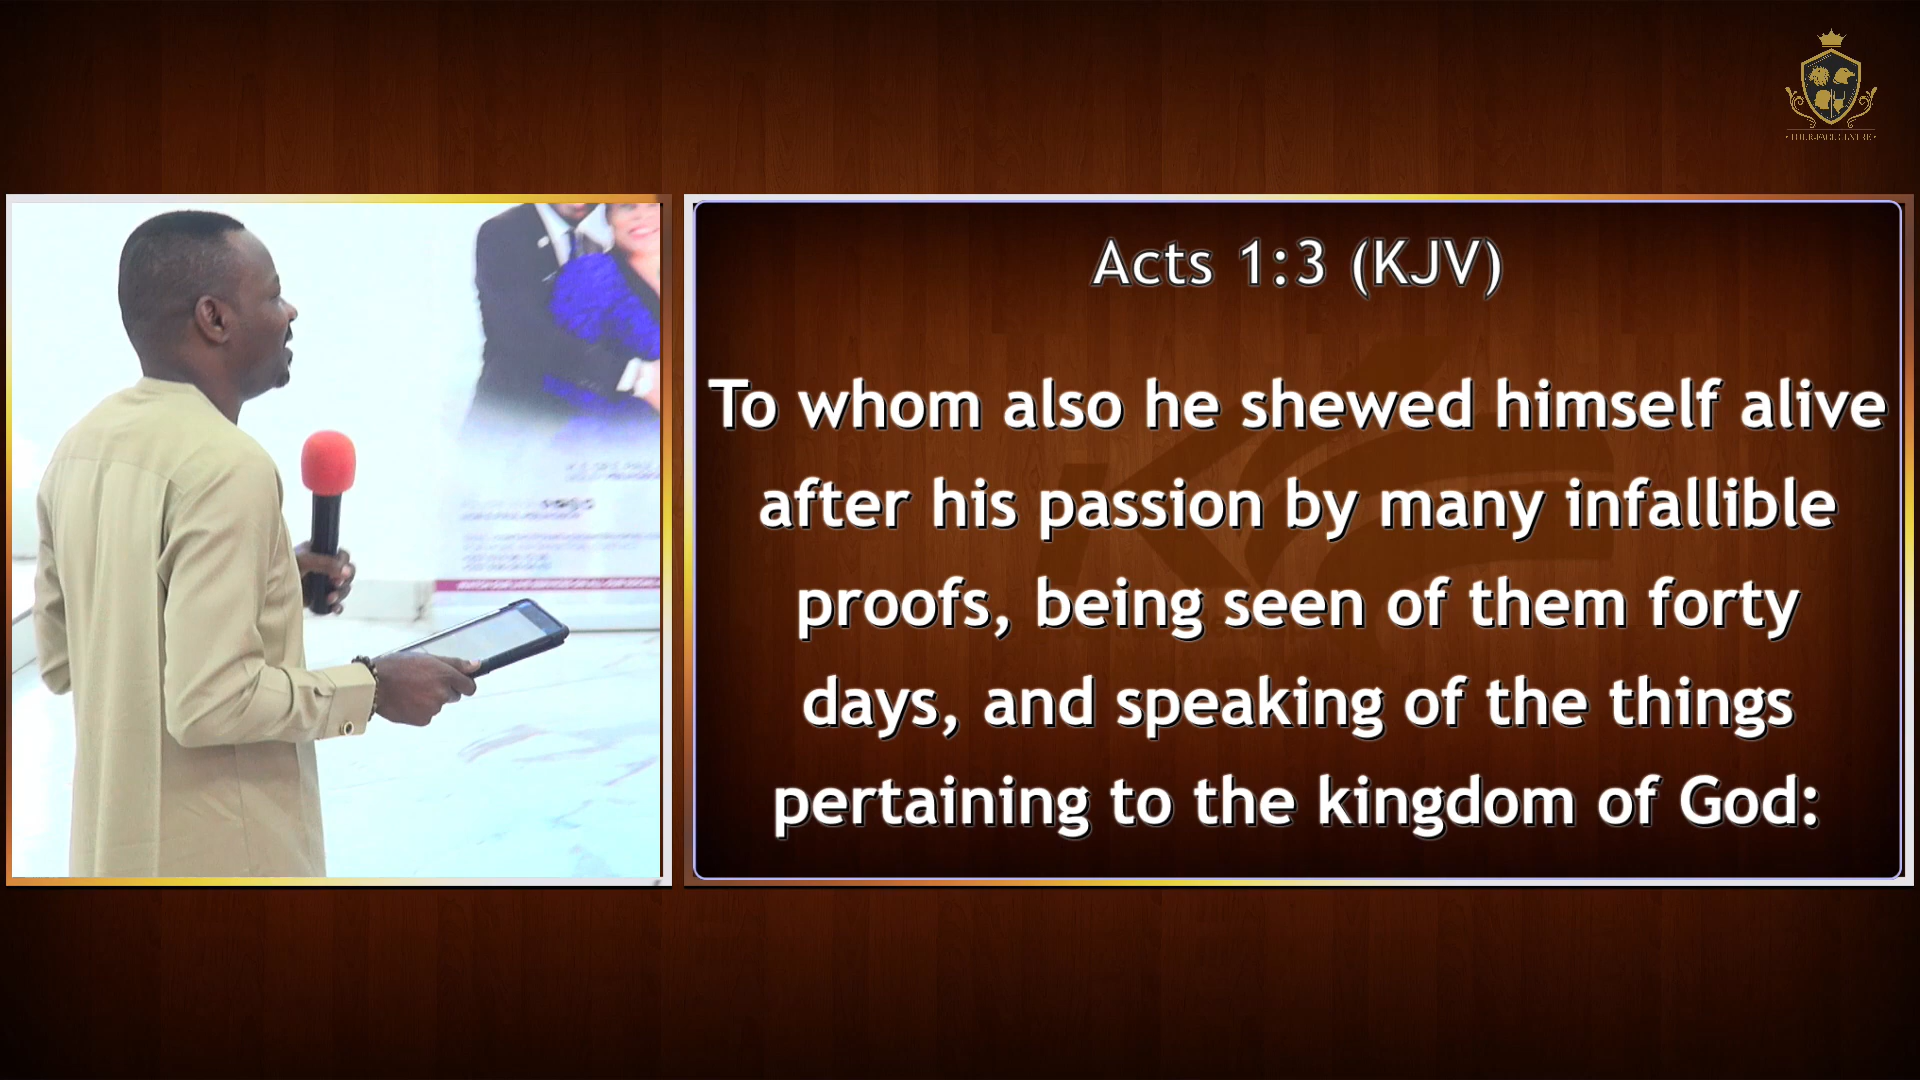 Acts 1:3 (KJV)
To whom also he shewed himself alive
after his passion by many infallible
proofs, being seen of them forty
days, and speaking of the things
pertaining to the kingdom of God: